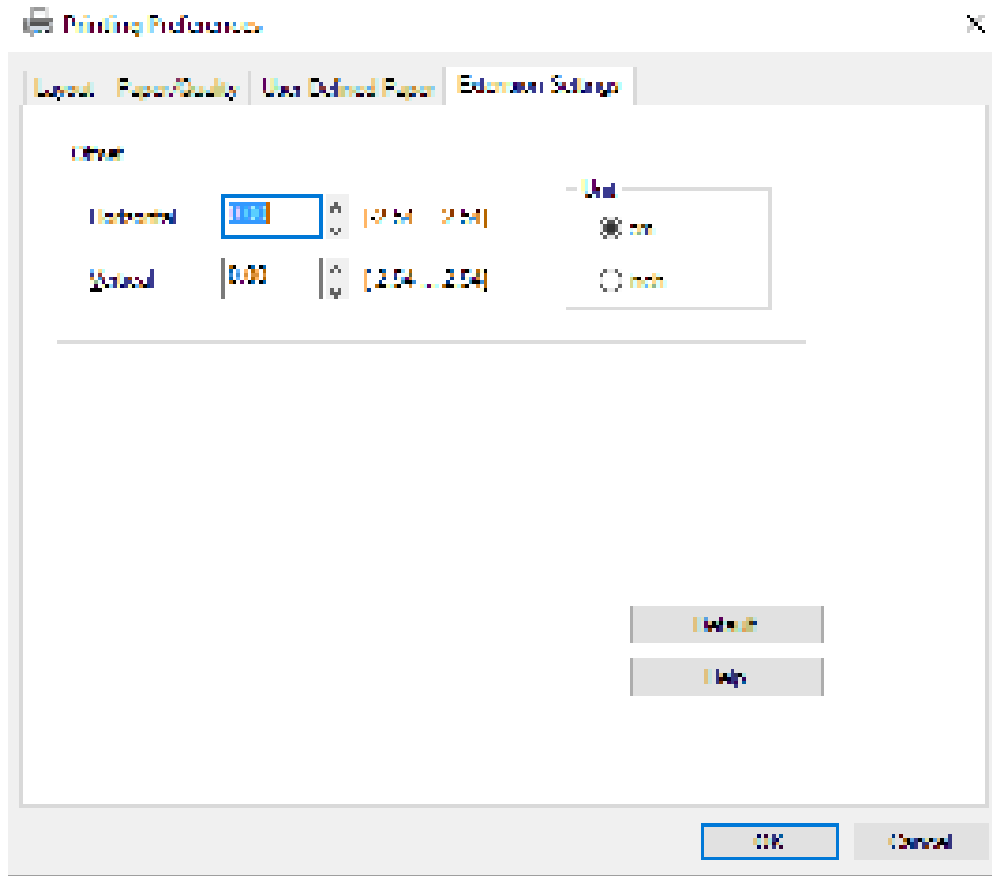 Printing Preferences
Layout Paper/Quality User Defined Paper Extension Settings
Offset
Horizontal 0.00 [-2.54 ... 2.54]
Vertical 0.00 [-2.54 ... 2.54]
Unit
cm
inch
Default
Help
OK Cancel